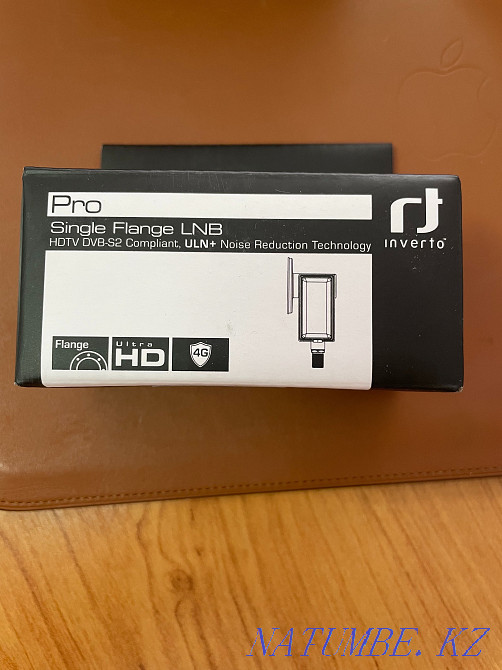 Pro
Single Flange LNB
HDTV DVB-S2 Compliant, ULN+ Noise Reduction Technology
inverto
Flange
Ultra
HD
4G
NATUMBE.KZ